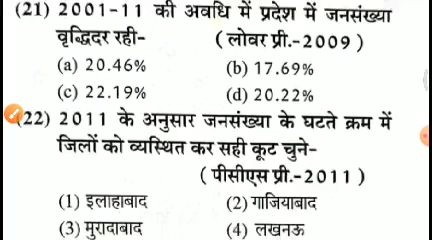 (21) 2001-11 की अवधि में प्रदेश में जनसंख्या
वृद्धिदर रही- (लोवर प्री.-2009)
(a) 20.46% (b) 17.69%
(c) 22.19% (d) 20.22%
22) 2011 के अनुसार जनसंख्या के घटते क्रम में
जिलों को व्यस्थित कर सही कूट चुने-
(पीसीएस प्री.-2011)
(1) इलाहाबाद (2) गाजियाबाद
(3) मुरादाबाद (4) लखनऊ